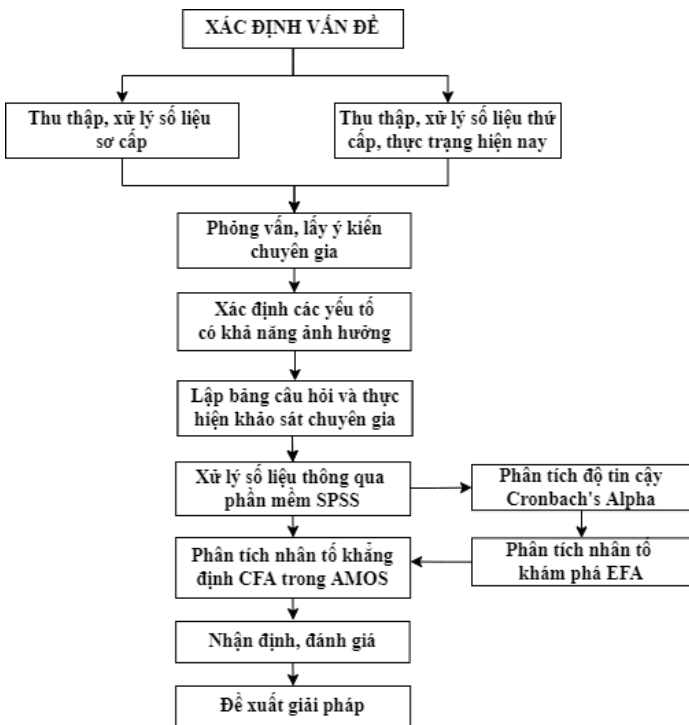 XÁC ĐỊNH VẤN ĐỀ
Thu thập, xử lý số liệu
sơ cấp
Thu thập, xử lý số liệu thứ
cấp, thực trạng hiện nay
Phỏng vấn, lấy ý kiến
chuyên gia
Xác định các yếu tố
có khả năng ảnh hưởng
Lập bảng câu hỏi và thực
hiện khảo sát chuyên gia
Xử lý số liệu thông qua
phần mềm SPSS
Phân tích độ tin cậy
Cronbach's Alpha
Phân tích nhân tố khẳng
định CFA trong AMOS
Phân tích nhân tố
khám phá EFA
Nhận định, đánh giá
Đề xuất giải pháp